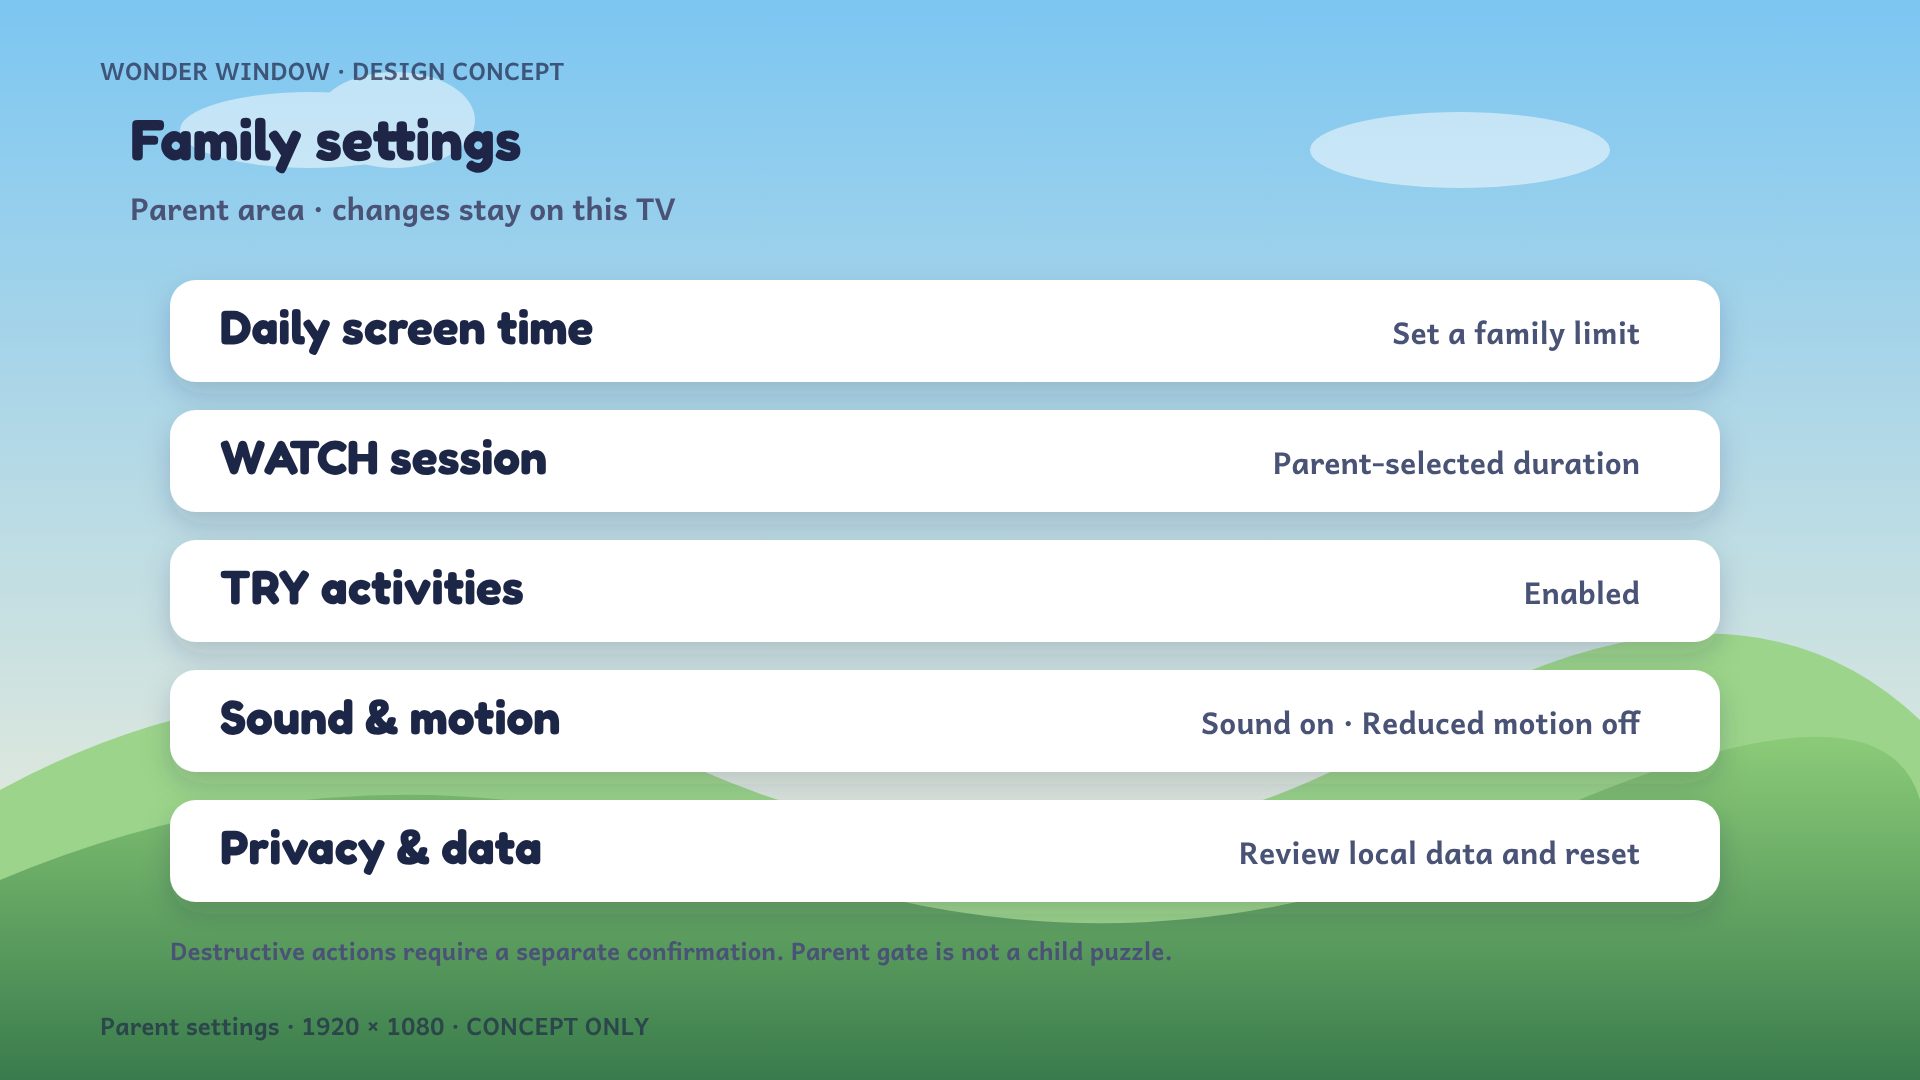 WONDER WINDOW · DESIGN CONCEPT
Family settings
Parent area · changes stay on this TV
Daily screen time
Set a family limit
WATCH session
Parent-selected duration
TRY activities
Enabled
Sound & motion
Sound on · Reduced motion off
Privacy & data
Review local data and reset
Destructive actions require a separate confirmation. Parent gate is not a child puzzle.
Parent settings · 1920 × 1080 · CONCEPT ONLY